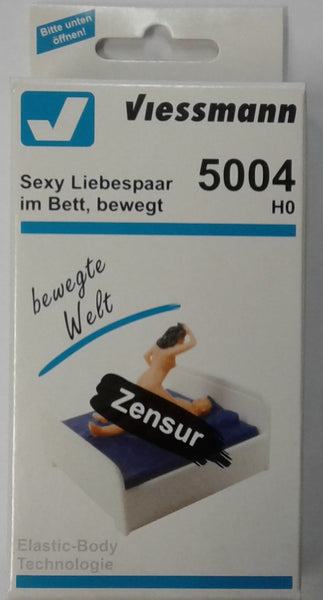 Bitte unten
öffnen!
Viessmann
Sexy Liebespaar
im Bett, bewegt
5004
H0
bewegte
Welt
Zensur
Elastic-Body
Technologie